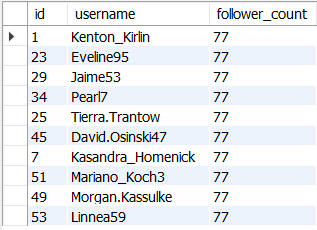 id username follower_count
1 Kenton_Kirlin 77
23 Eveline95 77
29 Jaime53 77
34 Pearl7 77
25 Tierra.Trantow 77
45 David.Osinski47 77
7 Kasandra_Homenick 77
51 Mariano_Koch3 77
49 Morgan.Kassulke 77
53 Linnea59 77